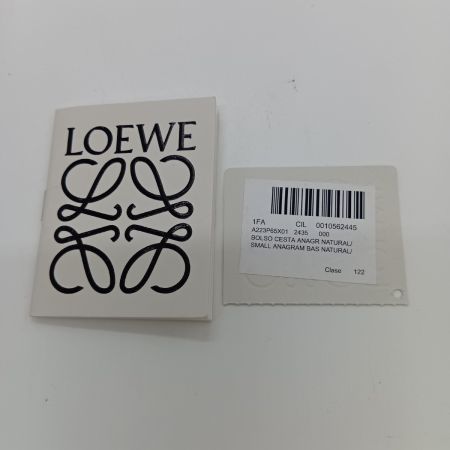 LOEWE
1FA CIL 0010562445
A223P65X01 2435 000
BOLSO CESTA ANAGR NATURAL/
SMALL ANAGRAM BAS NATURAL/
Clase 122